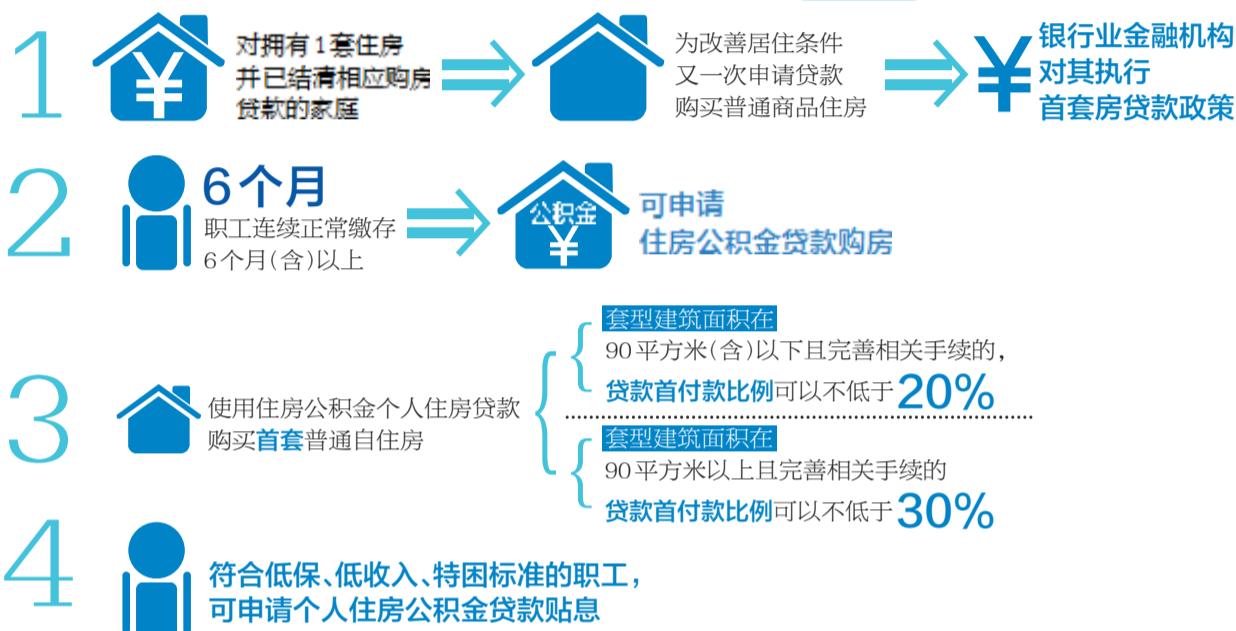 1
¥
对拥有1套住房
并已结清相应购房
贷款的家庭
为改善居住条件
又一次申请贷款
购买普通商品住房
¥
银行业金融机构
对其执行
首套房贷款政策
2
6个月
职工连续正常缴存
6个月(含)以上
公积金
¥
可申请
住房公积金贷款购房
3
使用住房公积金个人住房贷款
购买首套普通自住房
套型建筑面积在
90平方米(含)以下且完善相关手续的,
贷款首付款比例可以不低于20%
套型建筑面积在
90平方米以上且完善相关手续的
贷款首付款比例可以不低于30%
4
符合低保、低收入、特困标准的职工,
可申请个人住房公积金贷款贴息